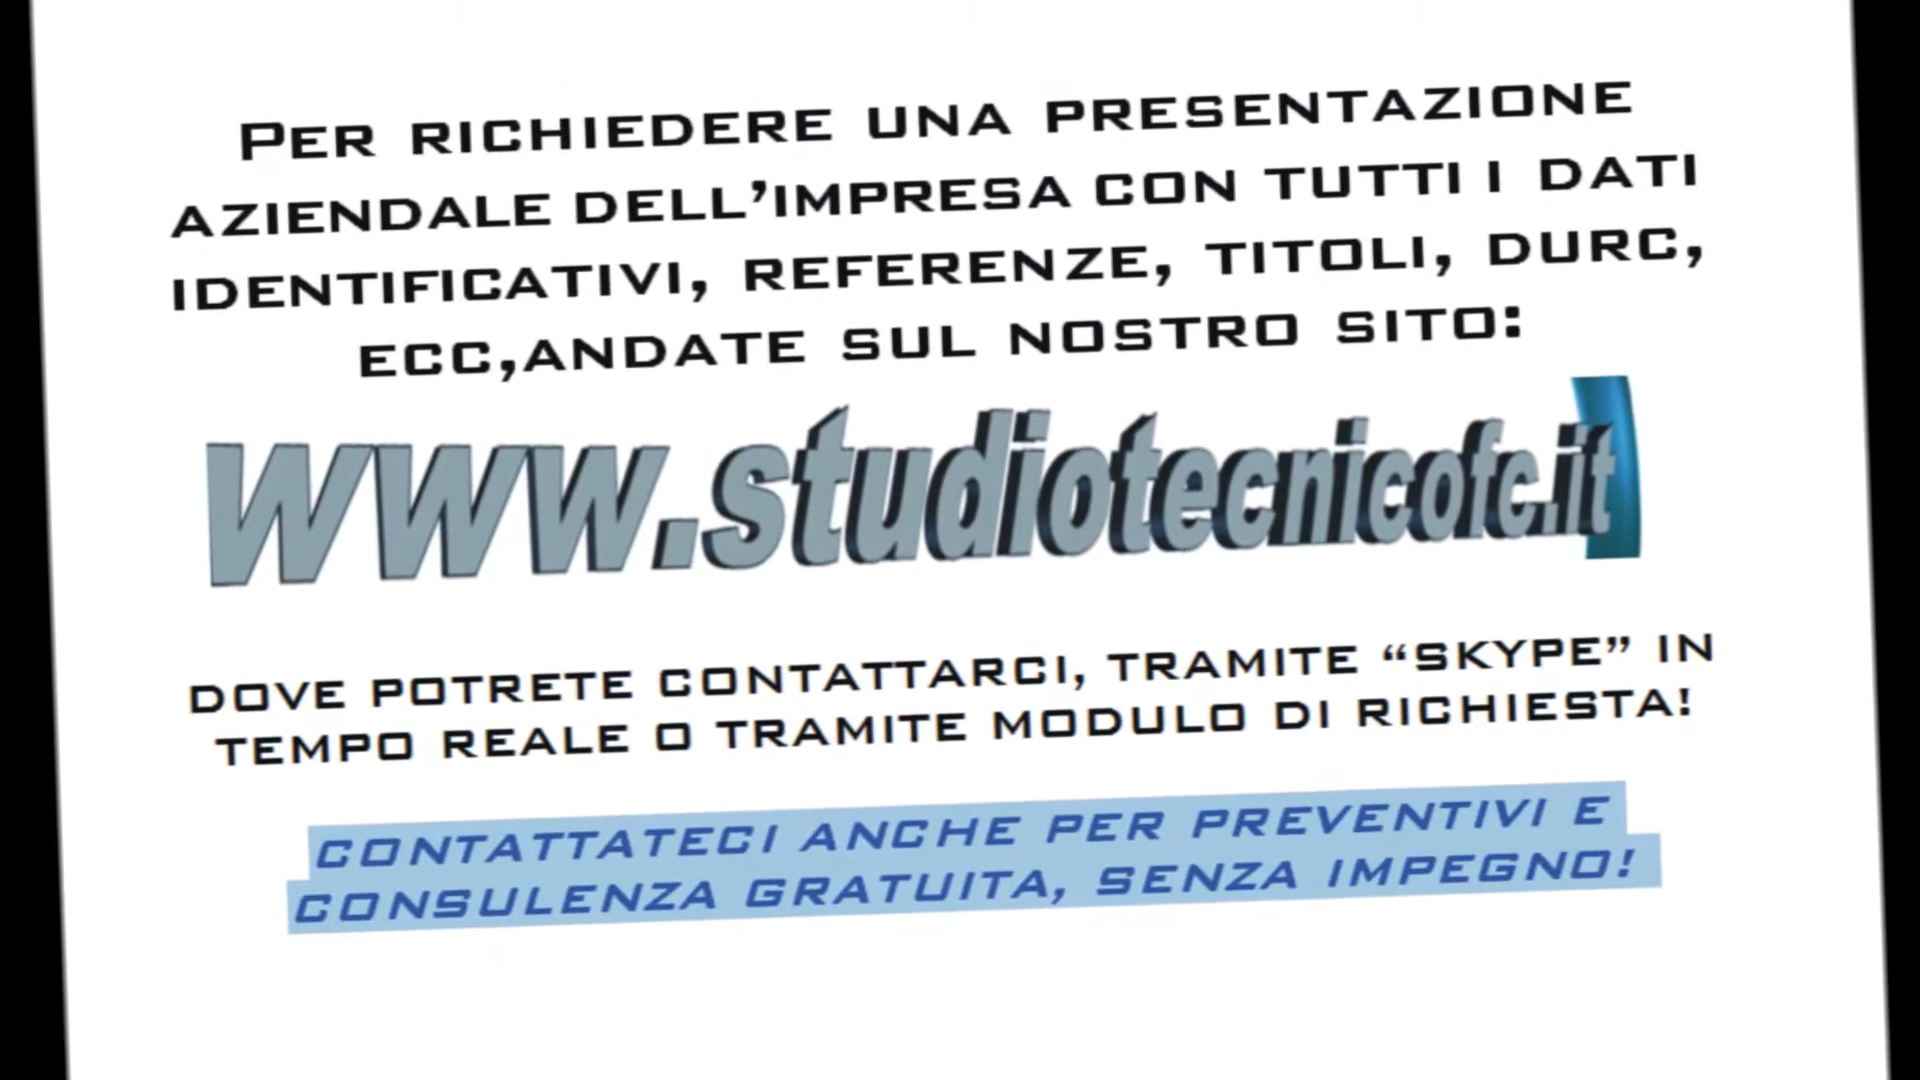 Per richiedere una presentazione
aziendale dell’impresa con tutti i dati
identificativi, referenze, titoli, DURC,
ecc,andate sul nostro sito:
www.studiotecnicofc.it
DOVE POTRETE CONTATTARCI, TRAMITE “SKYPE” IN
TEMPO REALE O TRAMITE MODULO DI RICHIESTA!
CONTATTATECI ANCHE PER PREVENTIVI E
CONSULENZA GRATUITA, SENZA IMPEGNO!